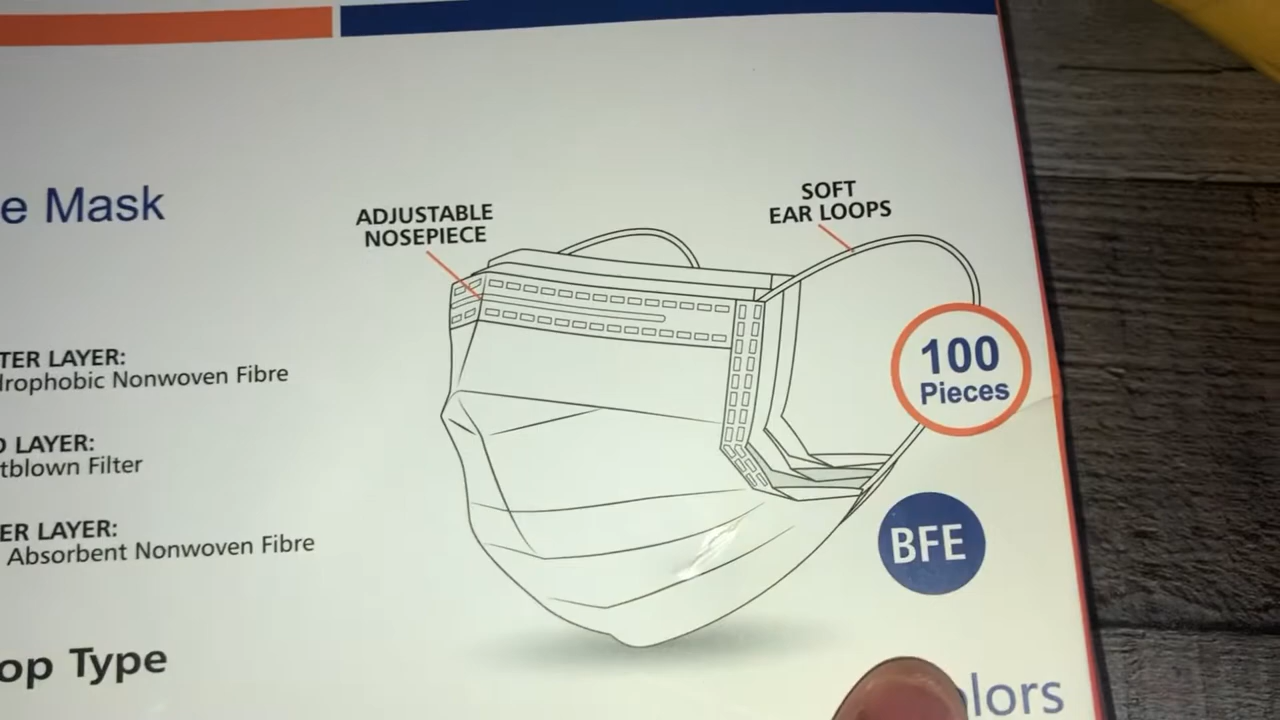 e Mask
ADJUSTABLE
NOSEPIECE
SOFT
EAR LOOPS
100
Pieces
TER LAYER:
drophobic Nonwoven Fibre
LAYER:
tblown Filter
ER LAYER:
Absorbent Nonwoven Fibre
BFE
op Type
lors